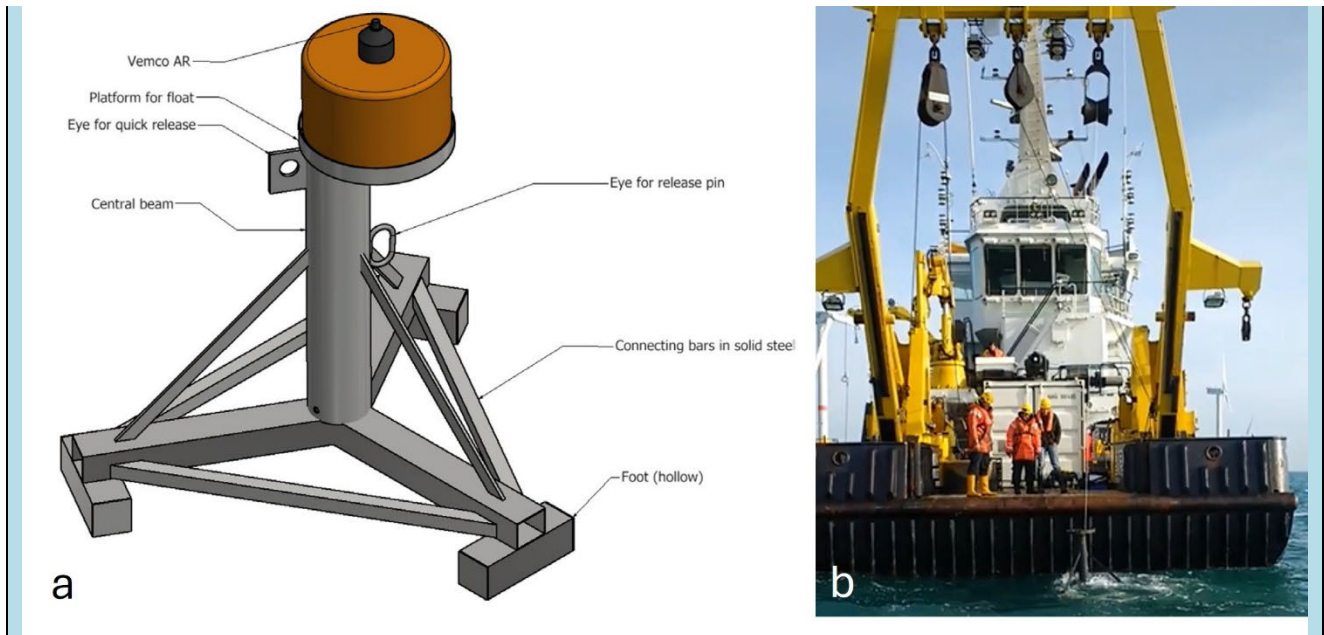 Vemco AR
Platform for float
Eye for quick release
Eye for release pin
Central beam
Connecting bars in solid steel
Foot (hollow)
a
b